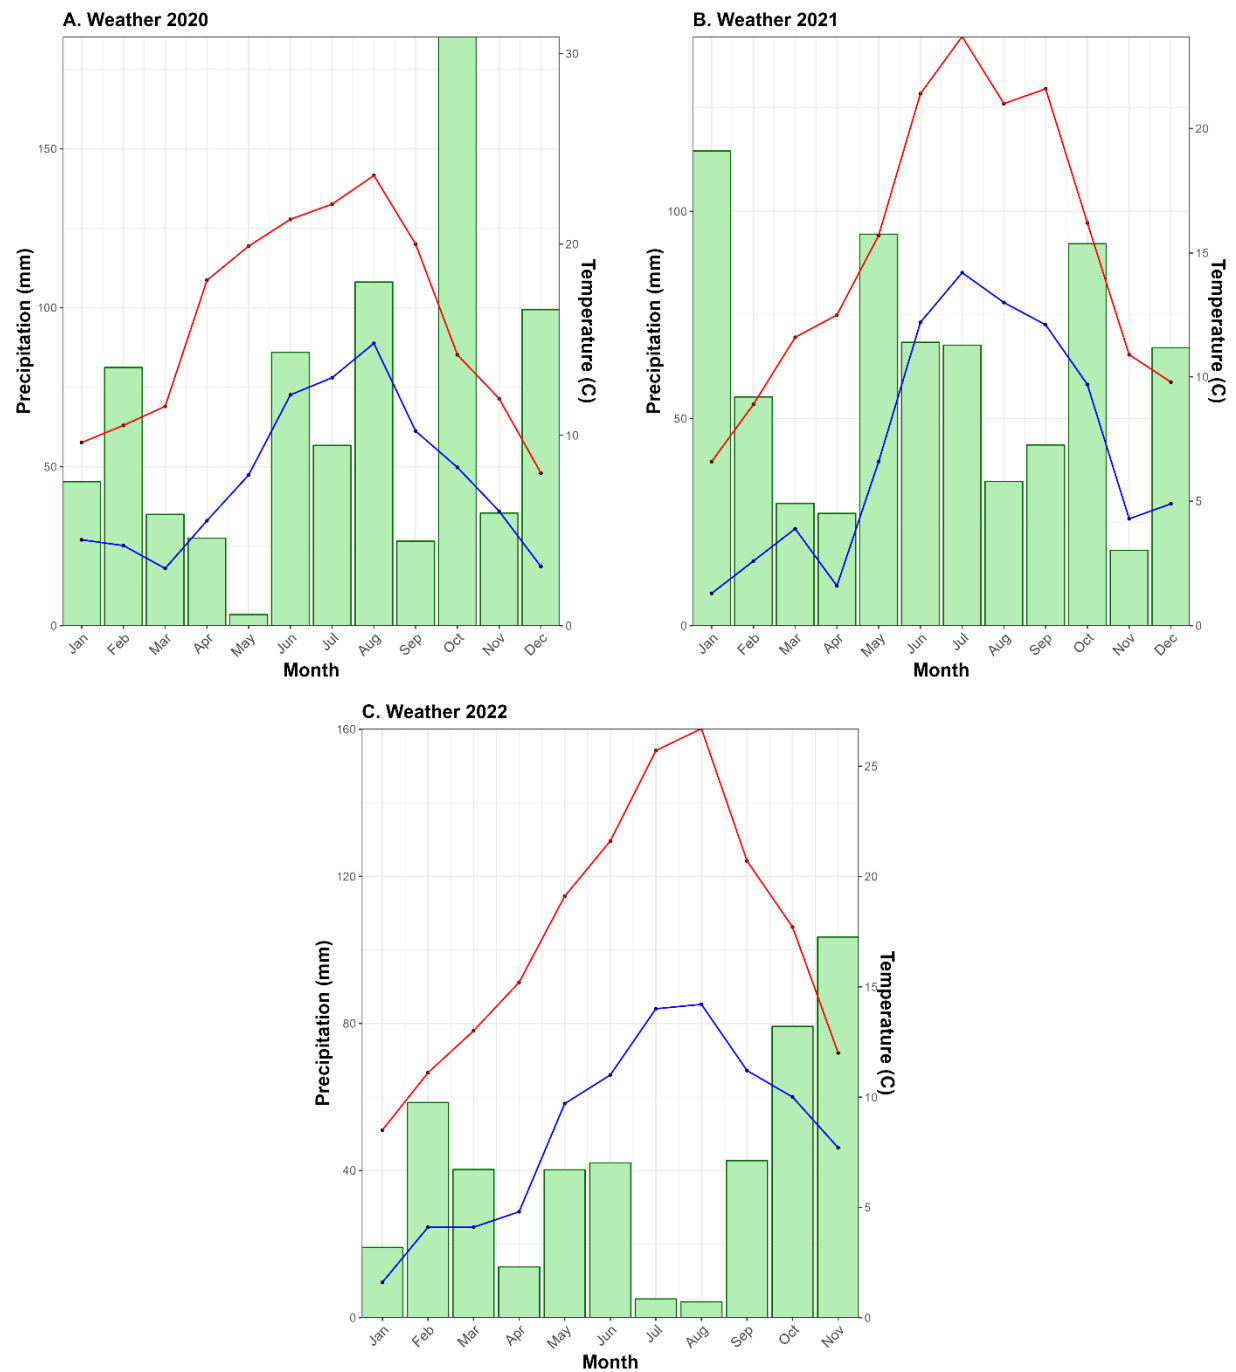 A. Weather 2020
Precipitation (mm)
150
100
50
0
30
20
10
0
Temperature (C)
Jan Feb Mar Apr May Jun Jul Aug Sep Oct Nov Dec
Month
B. Weather 2021
Precipitation (mm)
100
50
0
20
15
10
5
0
Temperature (C)
Jan Feb Mar Apr May Jun Jul Aug Sep Oct Nov Dec
Month
C. Weather 2022
Precipitation (mm)
160
120
80
40
0
25
20
15
10
5
0
Temperature (C)
Jan Feb Mar Apr May Jun Jul Aug Sep Oct Nov
Month